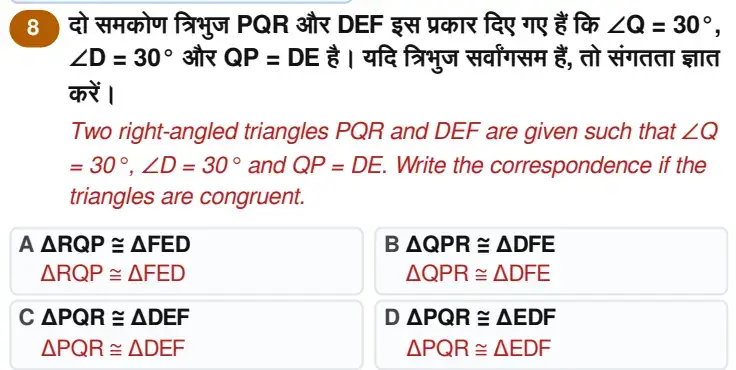 8 दो समकोण त्रिभुज PQR और DEF इस प्रकार दिए गए हैं कि ∠Q = 30°,
∠D = 30° और QP = DE है। यदि त्रिभुज सर्वांगसम हैं, तो संगतता ज्ञात
करें।
Two right-angled triangles PQR and DEF are given such that ∠Q
= 30°, ∠D = 30° and QP = DE. Write the correspondence if the
triangles are congruent.
A ΔRQP ≅ ΔFED
ΔRQP ≅ ΔFED
B ΔQPR ≅ ΔDFE
ΔQPR ≅ ΔDFE
C ΔPQR ≅ ΔDEF
ΔPQR ≅ ΔDEF
D ΔPQR ≅ ΔEDF
ΔPQR ≅ ΔEDF